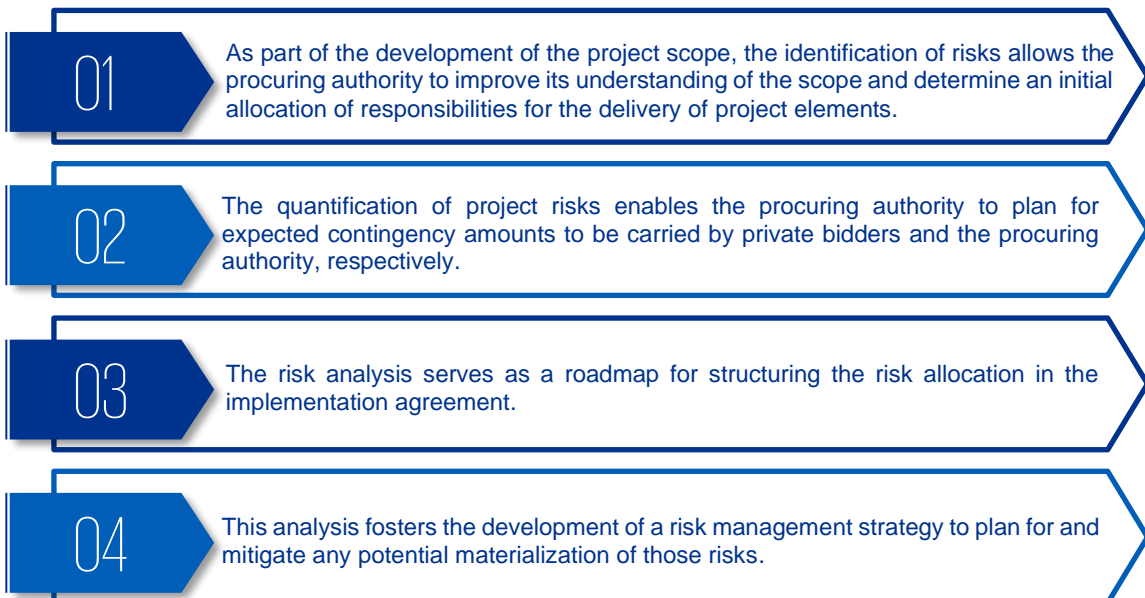 01
As part of the development of the project scope, the identification of risks allows the
procuring authority to improve its understanding of the scope and determine an initial
allocation of responsibilities for the delivery of project elements.
02
The quantification of project risks enables the procuring authority to plan for
expected contingency amounts to be carried by private bidders and the procuring
authority, respectively.
03
The risk analysis serves as a roadmap for structuring the risk allocation in the
implementation agreement.
04
This analysis fosters the development of a risk management strategy to plan for and
mitigate any potential materialization of those risks.